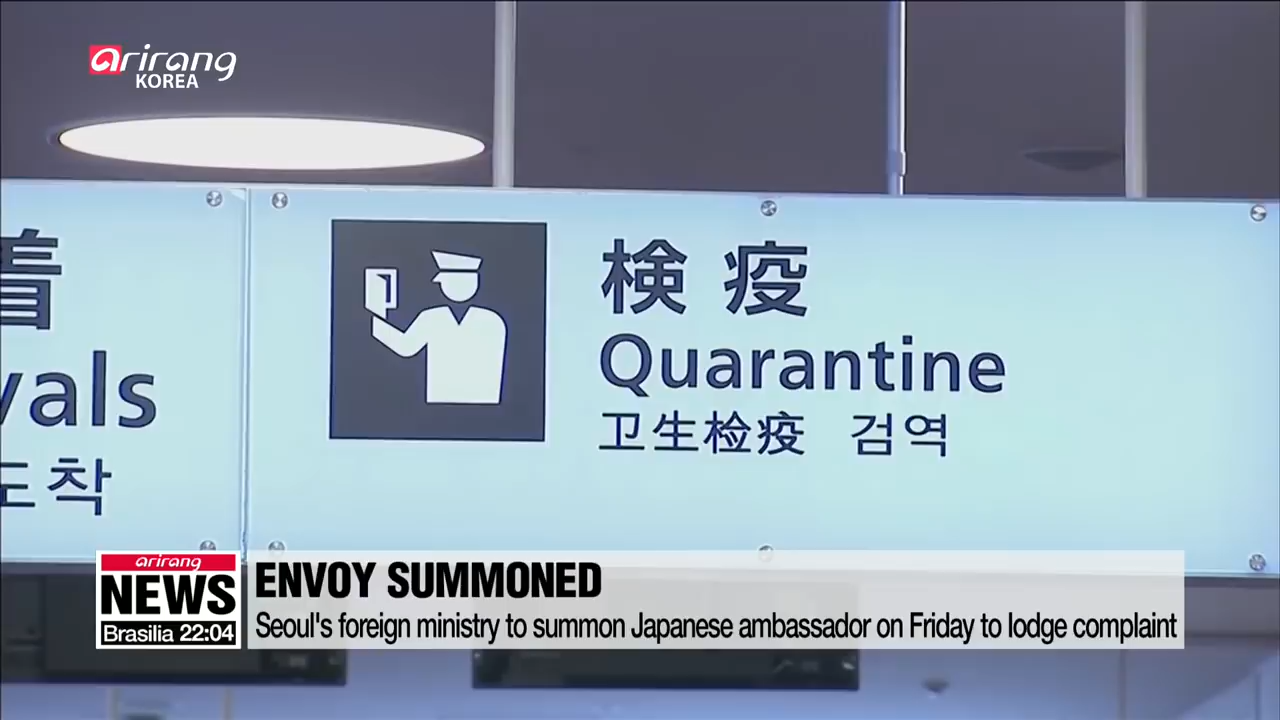 arirang
KOREA
着
vals
도착
検疫
Quarantine
卫生检疫 검역
arirang
NEWS
Brasilia 22:04
ENVOY SUMMONED
Seoul's foreign ministry to summon Japanese ambassador on Friday to lodge complaint